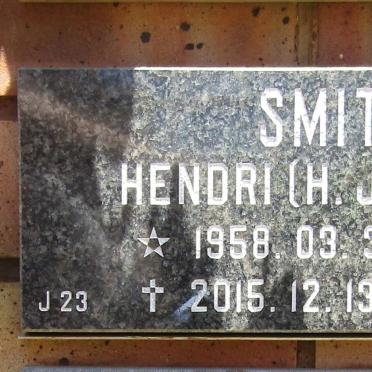 SMIT
HENDRI (H. J
1958. 03. 3
J 23 2015. 12. 13